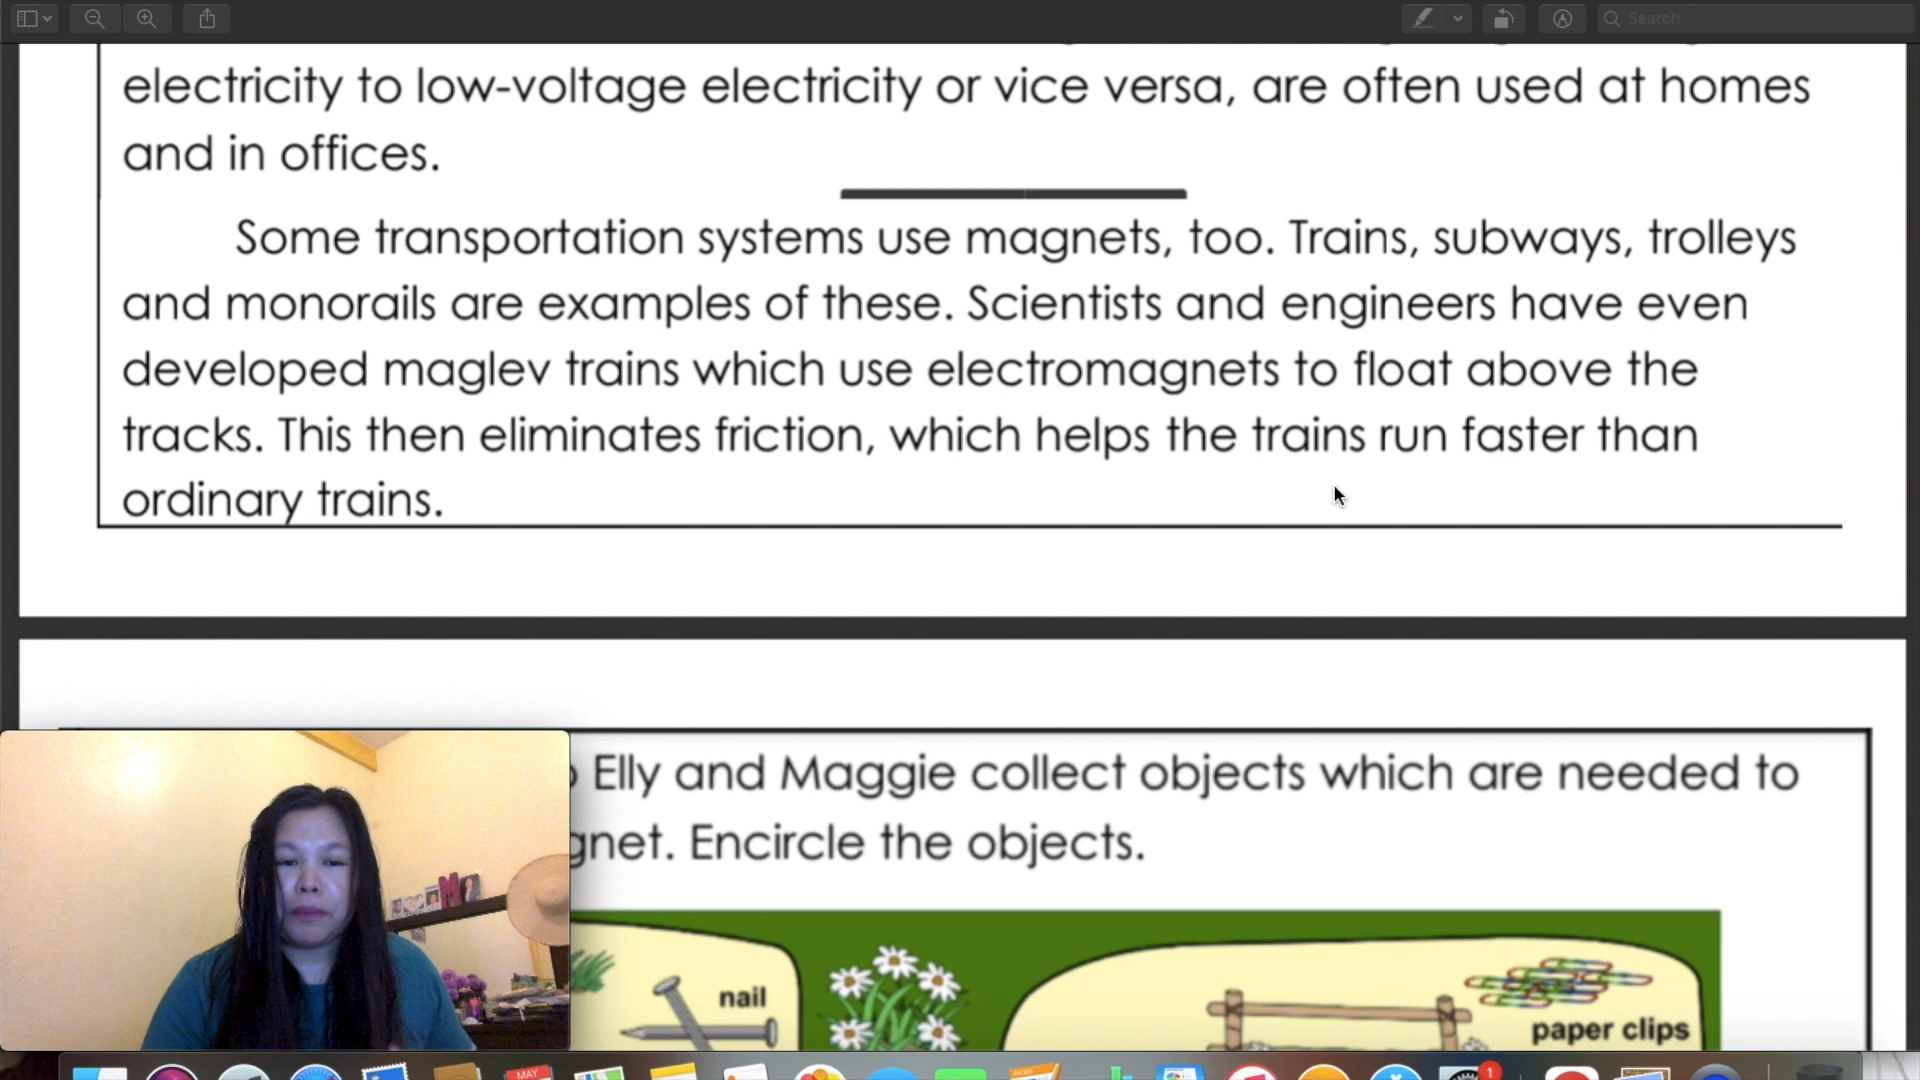 Search
electricity to low-voltage electricity or vice versa, are often used at homes
and in offices.
Some transportation systems use magnets, too. Trains, subways, trolleys
and monorails are examples of these. Scientists and engineers have even
developed maglev trains which use electromagnets to float above the
tracks. This then eliminates friction, which helps the trains run faster than
ordinary trains.
Elly and Maggie collect objects which are needed to
gnet. Encircle the objects.
nail
paper clips
M
MAY
PAGES
1